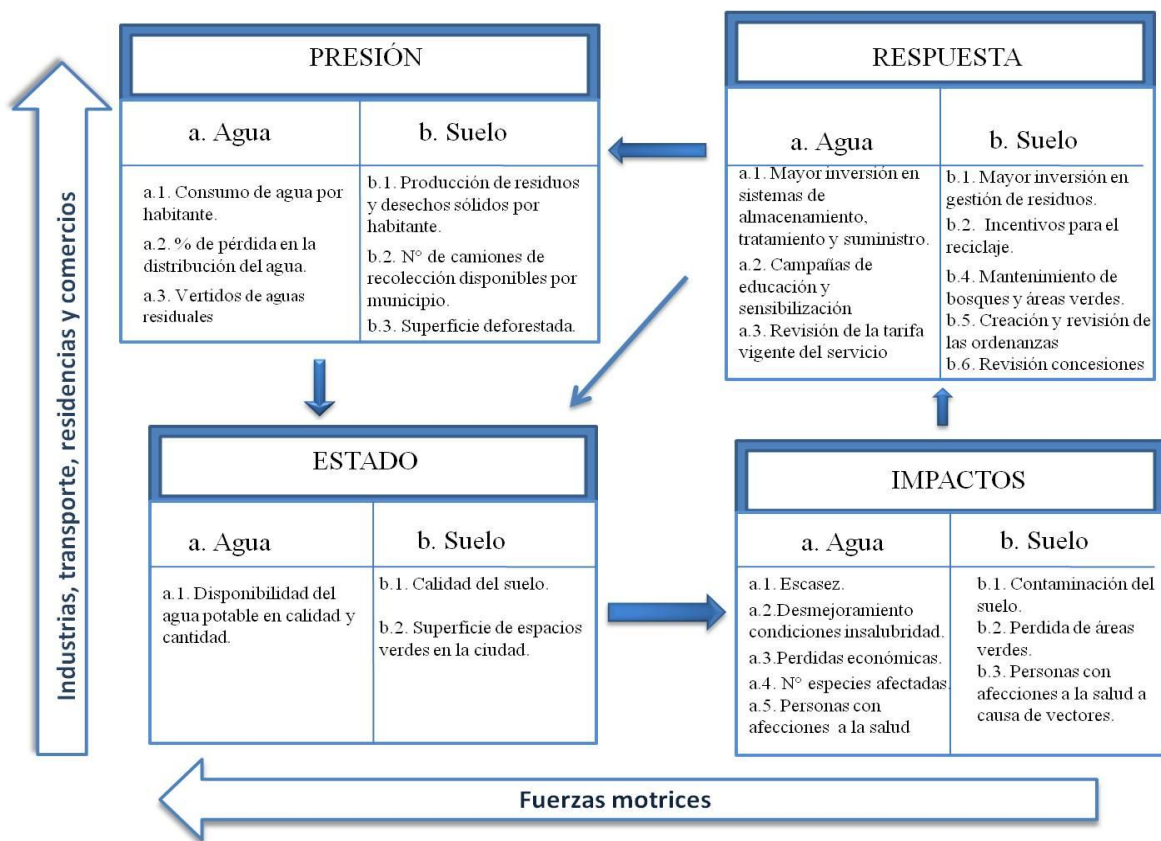 PRESIÓN
a. Agua
b. Suelo
a.1. Consumo de agua por
habitante.
a.2. % de pérdida en la
distribución del agua.
a.3. Vertidos de aguas
residuales
b.1. Producción de residuos
y desechos sólidos por
habitante.
b.2. N° de camiones de
recolección disponibles por
municipio.
b.3. Superficie deforestada.
RESPUESTA
a. Agua
b. Suelo
a.1. Mayor inversión en
sistemas de
almacenamiento,
tratamiento y suministro.
a.2. Campañas de
educación y
sensibilización
a.3. Revisión de la tarifa
vigente del servicio
b.1. Mayor inversión en
gestión de residuos.
b.2. Incentivos para el
reciclaje.
b.4. Mantenimiento de
bosques y áreas verdes.
b.5. Creación y revisión de
las ordenanzas
b.6. Revisión concesiones
Industrias, transporte, residencias y comercios
ESTADO
a. Agua
b. Suelo
a.1. Disponibilidad del
agua potable en calidad y
cantidad.
b.1. Calidad del suelo.
b.2. Superficie de espacios
verdes en la ciudad.
IMPACTOS
a. Agua
b. Suelo
a.1. Escasez.
a.2.Desmejoramiento
condiciones insalubridad.
a.3.Perdidas económicas.
a.4. N° especies afectadas.
a.5. Personas con
afecciones a la salud
b.1. Contaminación del
suelo.
b.2. Perdida de áreas
verdes.
b.3. Personas con
afecciones a la salud a
causa de vectores.
Fuerzas motrices